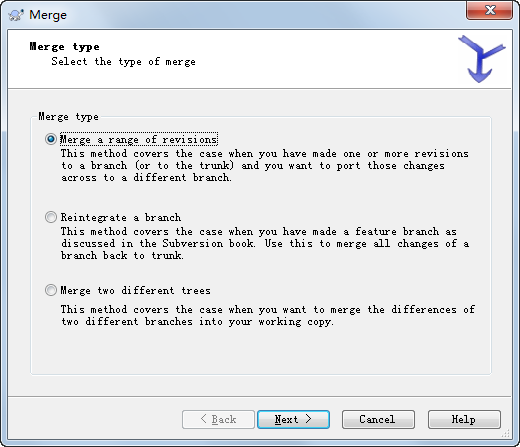 Merge
Merge type
Select the type of merge
Merge type
Merge a range of revisions
This method covers the case when you have made one or more revisions
to a branch (or to the trunk) and you want to port those changes
across to a different branch.
Reintegrate a branch
This method covers the case when you have made a feature branch as
discussed in the Subversion book. Use this to merge all changes of a
branch back to trunk.
Merge two different trees
This method covers the case when you want to merge the differences of
two different branches into your working copy.
< Back
Next >
Cancel
Help